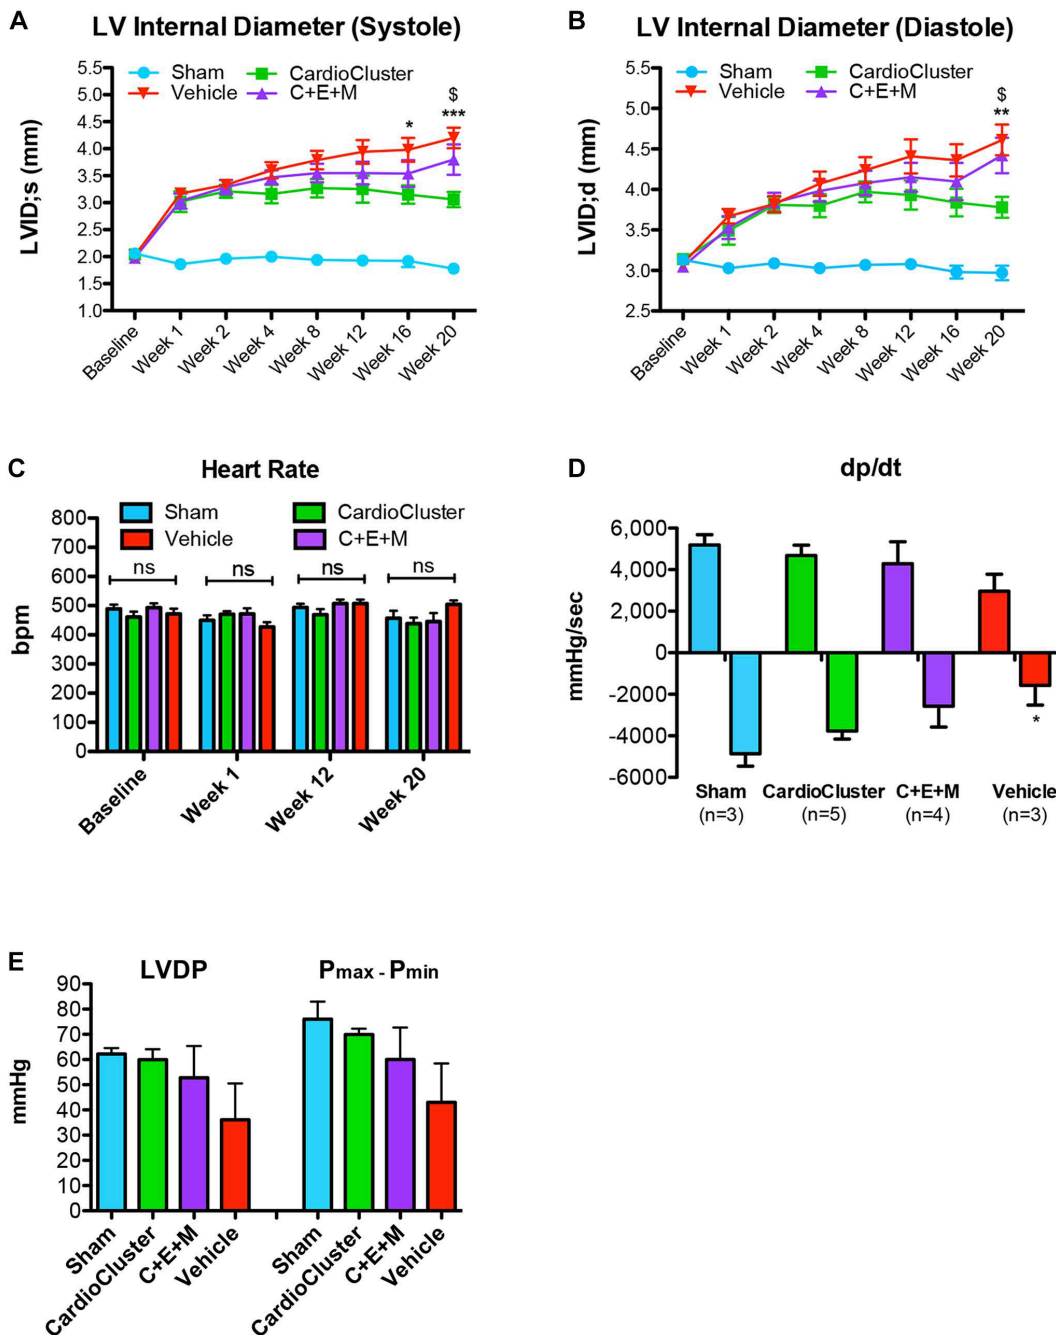 A
LV Internal Diameter (Systole)
Sham
CardioCluster
Vehicle
C+E+M
$
***
*
5.5
5.0
4.5
4.0
3.5
3.0
2.5
2.0
1.5
1.0
LVID;s (mm)
Baseline
Week 1
Week 2
Week 4
Week 8
Week 12
Week 16
Week 20
B
LV Internal Diameter (Diastole)
Sham
CardioCluster
Vehicle
C+E+M
$
**
5.5
5.0
4.5
4.0
3.5
3.0
2.5
LVID;d (mm)
Baseline
Week 1
Week 2
Week 4
Week 8
Week 12
Week 16
Week 20
C
Heart Rate
Sham
CardioCluster
Vehicle
C+E+M
800
700
600
500
400
300
200
100
0
bpm
ns
ns
ns
ns
Baseline
Week 1
Week 12
Week 20
D
dp/dt
6,000
4,000
2,000
0
-2000
-4000
-6000
mmHg/sec
*
Sham
(n=3)
CardioCluster
(n=5)
C+E+M
(n=4)
Vehicle
(n=3)
E
LVDP
Pmax - Pmin
90
80
70
60
50
40
30
20
10
0
mmHg
Sham
CardioCluster
C+E+M
Vehicle
Sham
CardioCluster
C+E+M
Vehicle